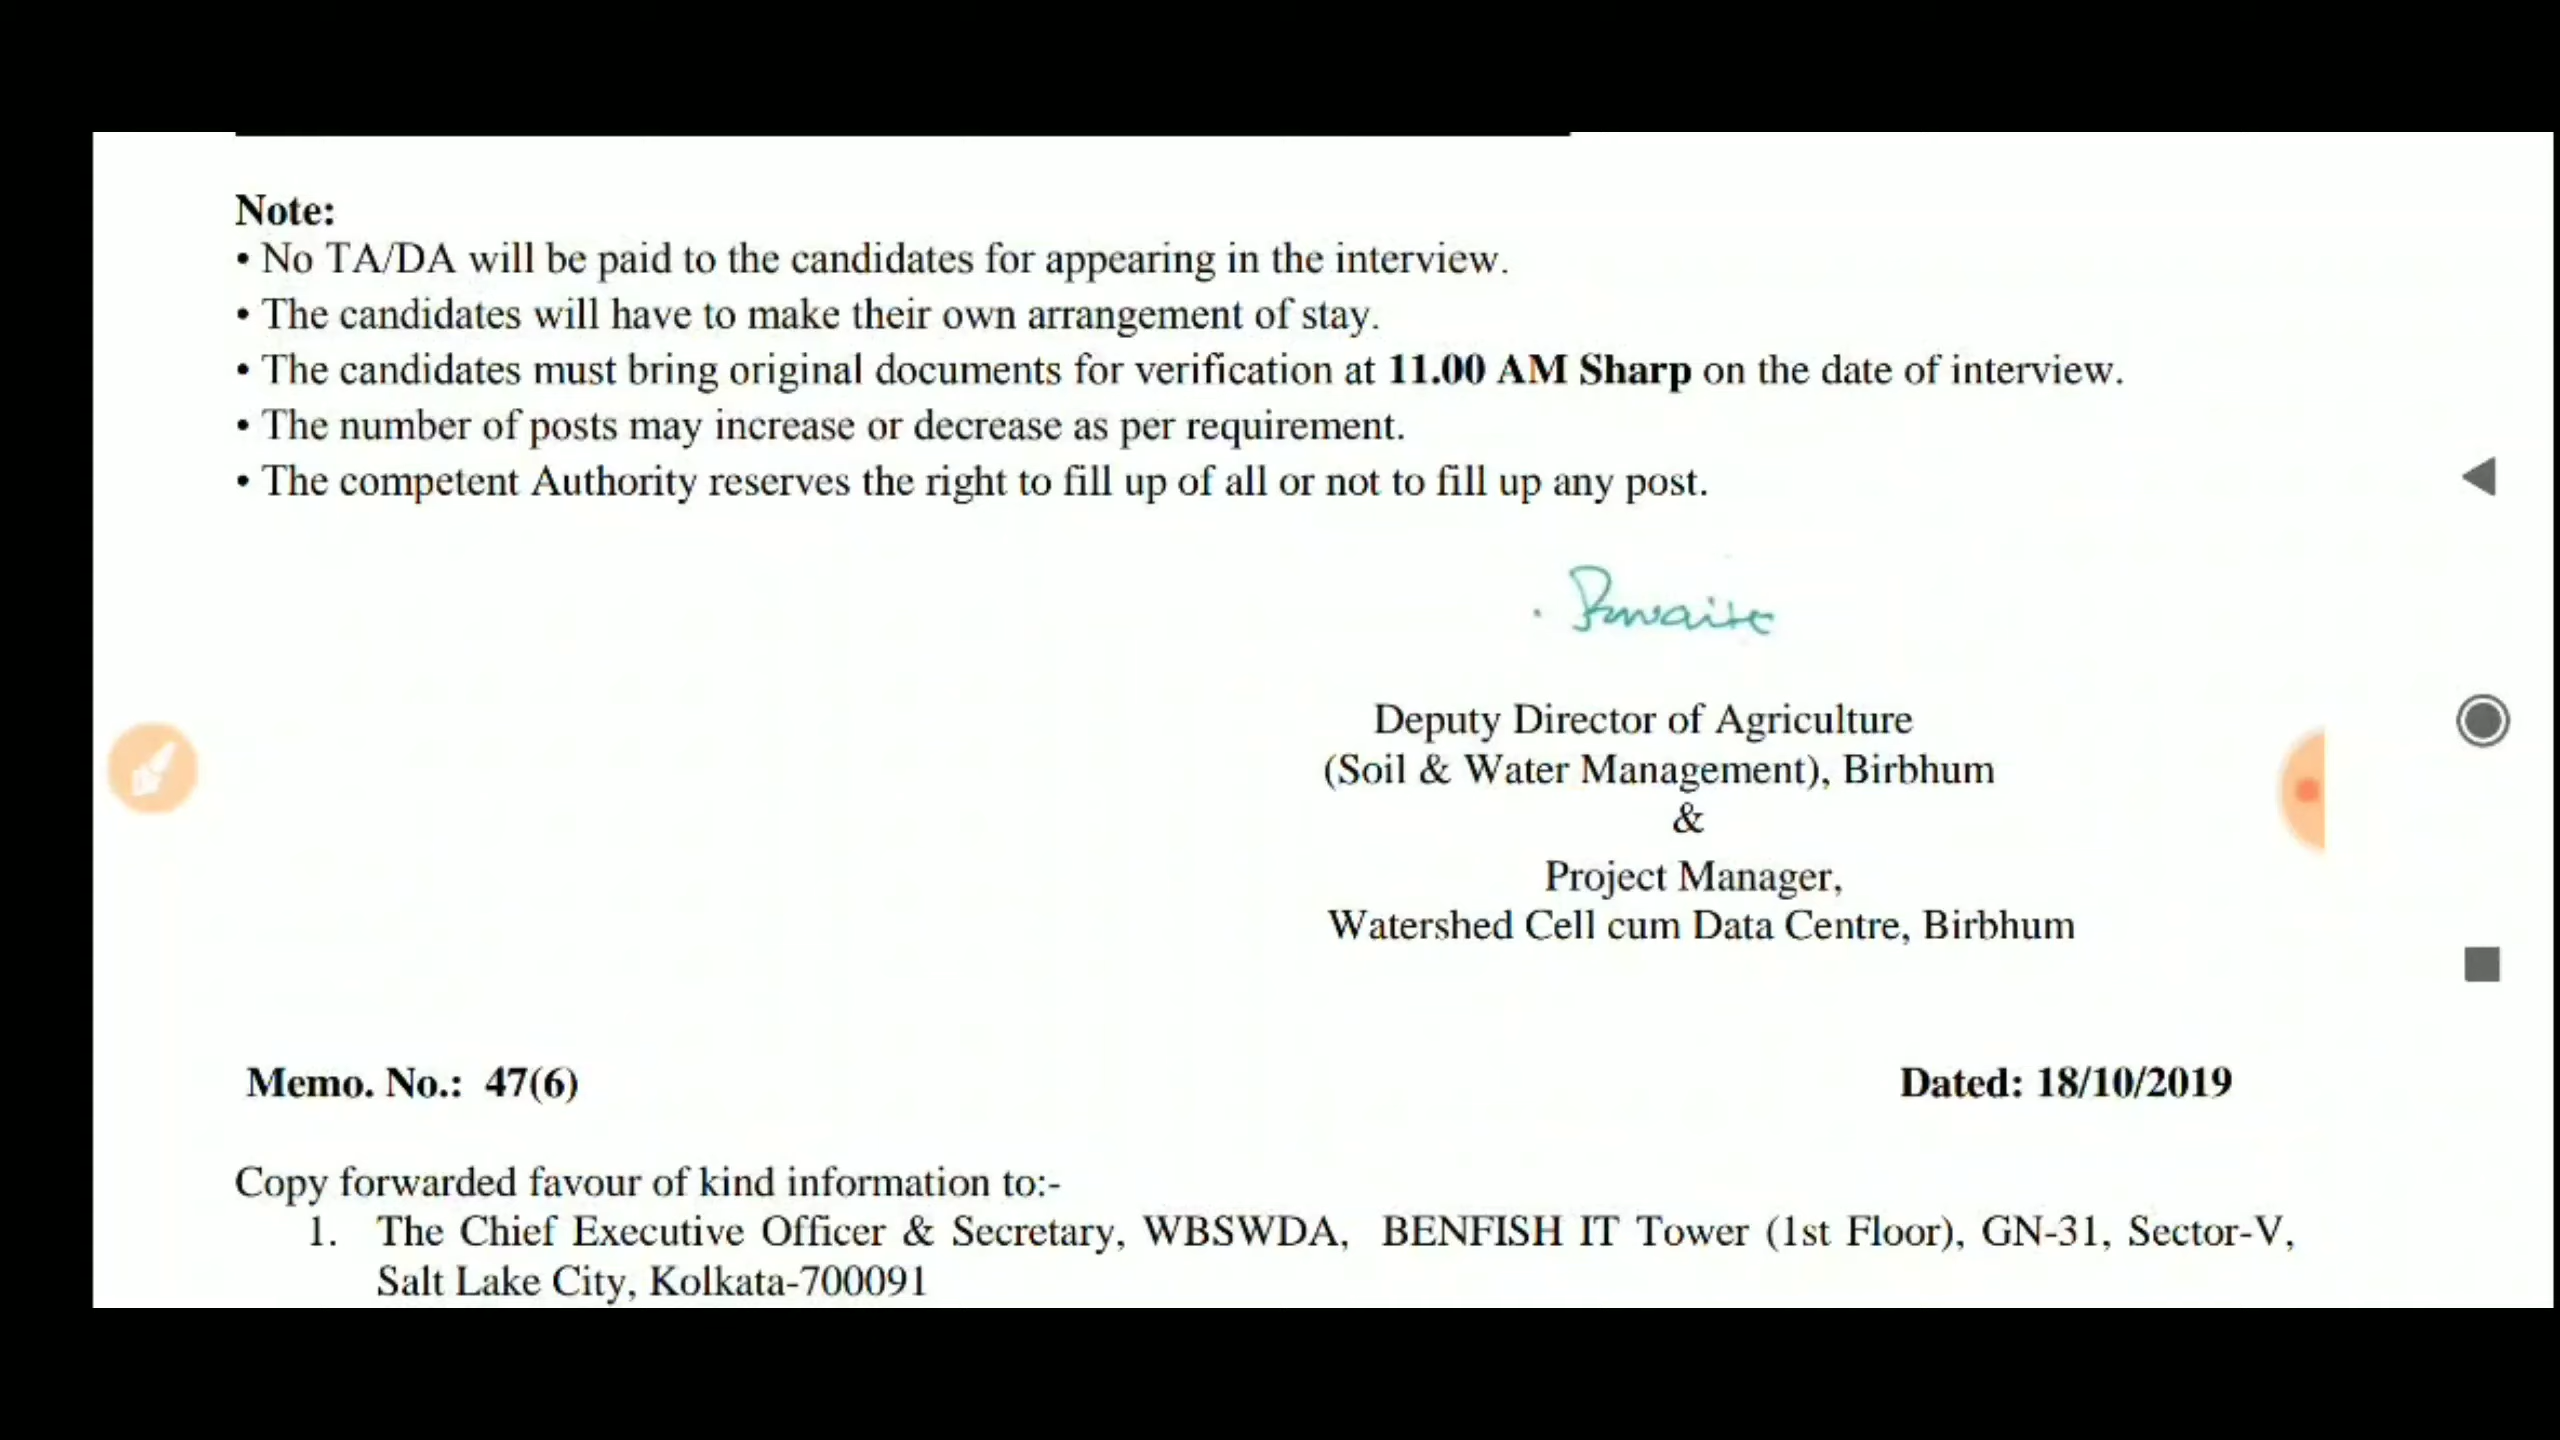 Note:
• No TA/DA will be paid to the candidates for appearing in the interview.
• The candidates will have to make their own arrangement of stay.
• The candidates must bring original documents for verification at 11.00 AM Sharp on the date of interview.
• The number of posts may increase or decrease as per requirement.
• The competent Authority reserves the right to fill up of all or not to fill up any post.
Deputy Director of Agriculture
(Soil & Water Management), Birbhum
&
Project Manager,
Watershed Cell cum Data Centre, Birbhum
Memo. No.: 47(6) Dated: 18/10/2019
Copy forwarded favour of kind information to:-
1. The Chief Executive Officer & Secretary, WBSWDA, BENFISH IT Tower (1st Floor), GN-31, Sector-V,
Salt Lake City, Kolkata-700091